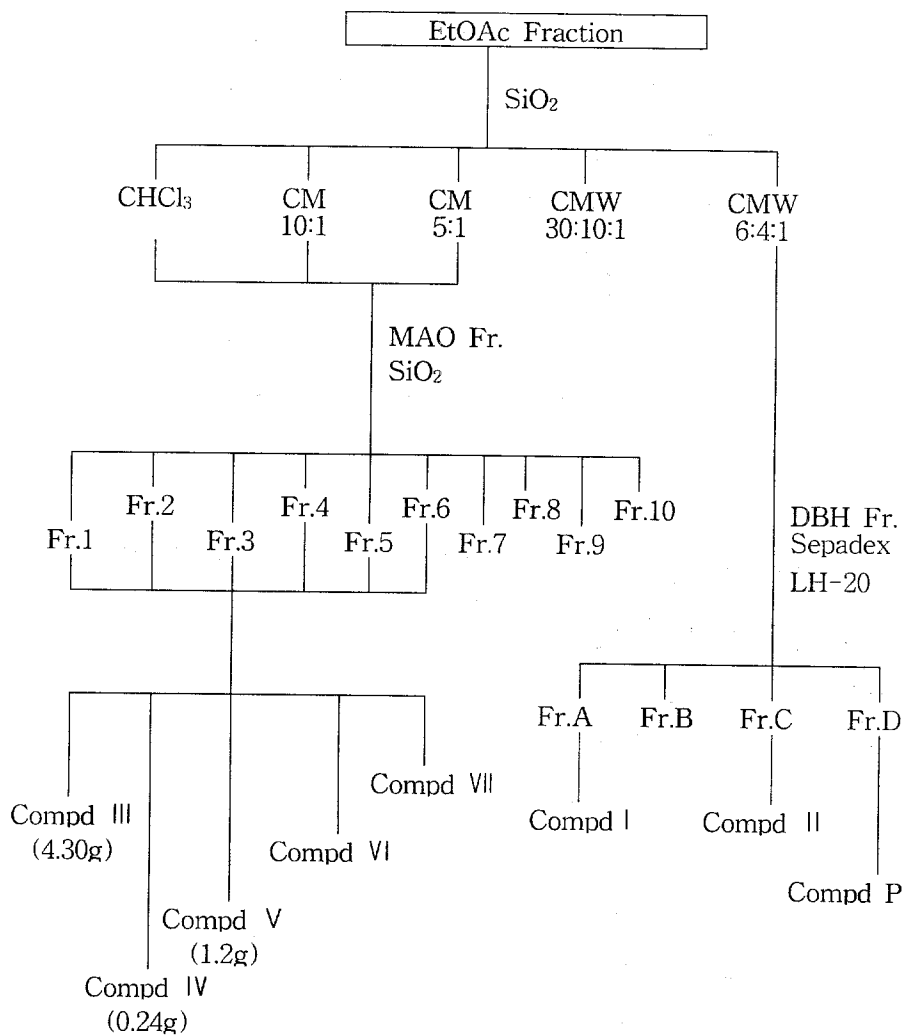 EtOAc Fraction
SiO₂
CHCl₃
CM
10:1
CM
5:1
CMW
30:10:1
CMW
6:4:1
MAO Fr.
SiO₂
Fr.1
Fr.2
Fr.3
Fr.4
Fr.5
Fr.6
Fr.7
Fr.8
Fr.9
Fr.10
DBH Fr.
Sepadex
LH-20
Fr.A
Fr.B
Fr.C
Fr.D
Compd III
(4.30g)
Compd IV
(0.24g)
Compd V
(1.2g)
Compd VI
Compd VII
Compd I
Compd II
Compd P